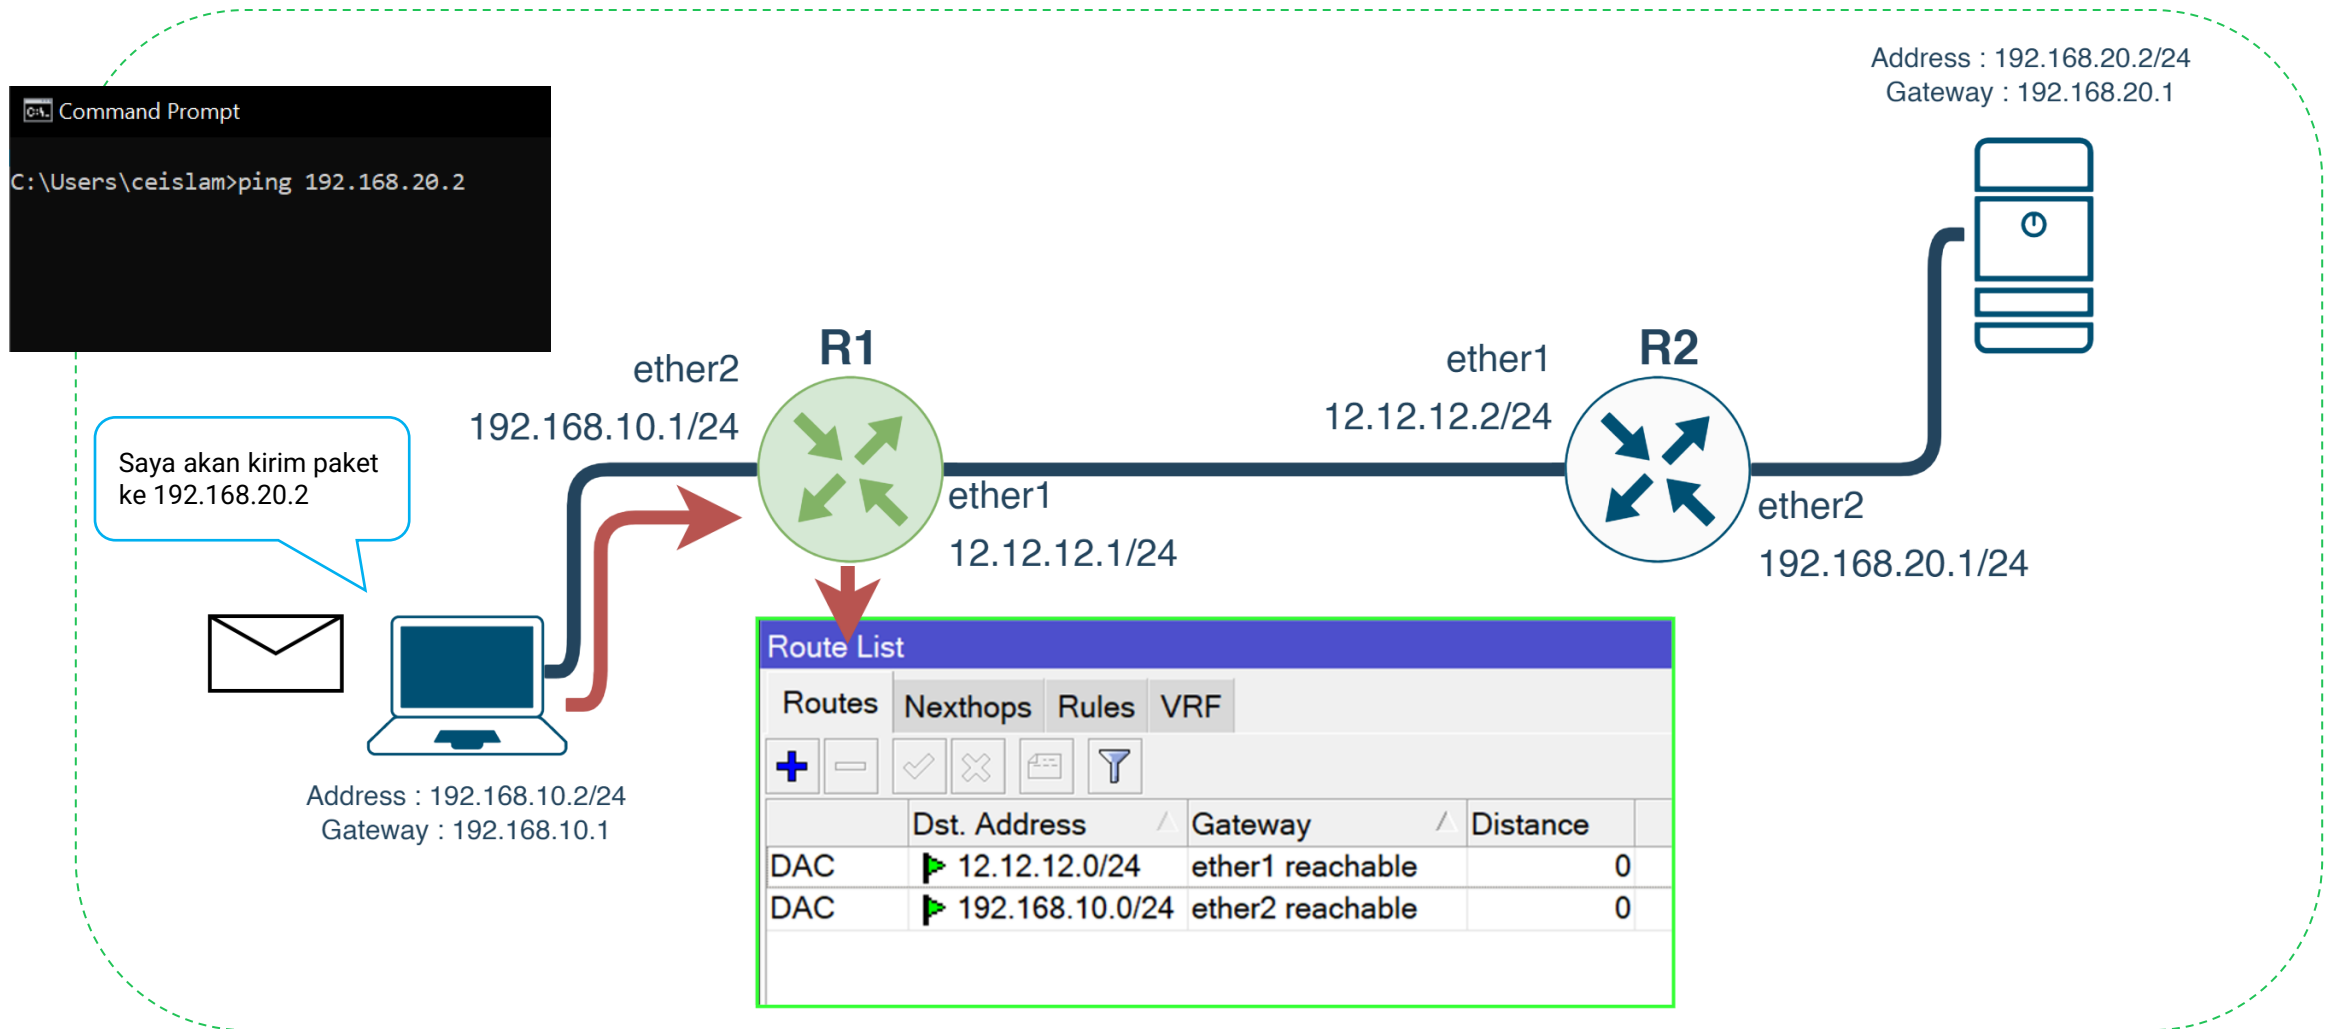 Command Prompt
C:\Users\ceislam>ping 192.168.20.2
Address : 192.168.20.2/24
Gateway : 192.168.20.1
R1
ether2
192.168.10.1/24
ether1
12.12.12.1/24
R2
ether1
12.12.12.2/24
ether2
192.168.20.1/24
Saya akan kirim paket
ke 192.168.20.2
Address : 192.168.10.2/24
Gateway : 192.168.10.1
Route List
Routes Nexthops Rules VRF
Dst. Address Gateway Distance
DAC 12.12.12.0/24 ether1 reachable 0
DAC 192.168.10.0/24 ether2 reachable 0